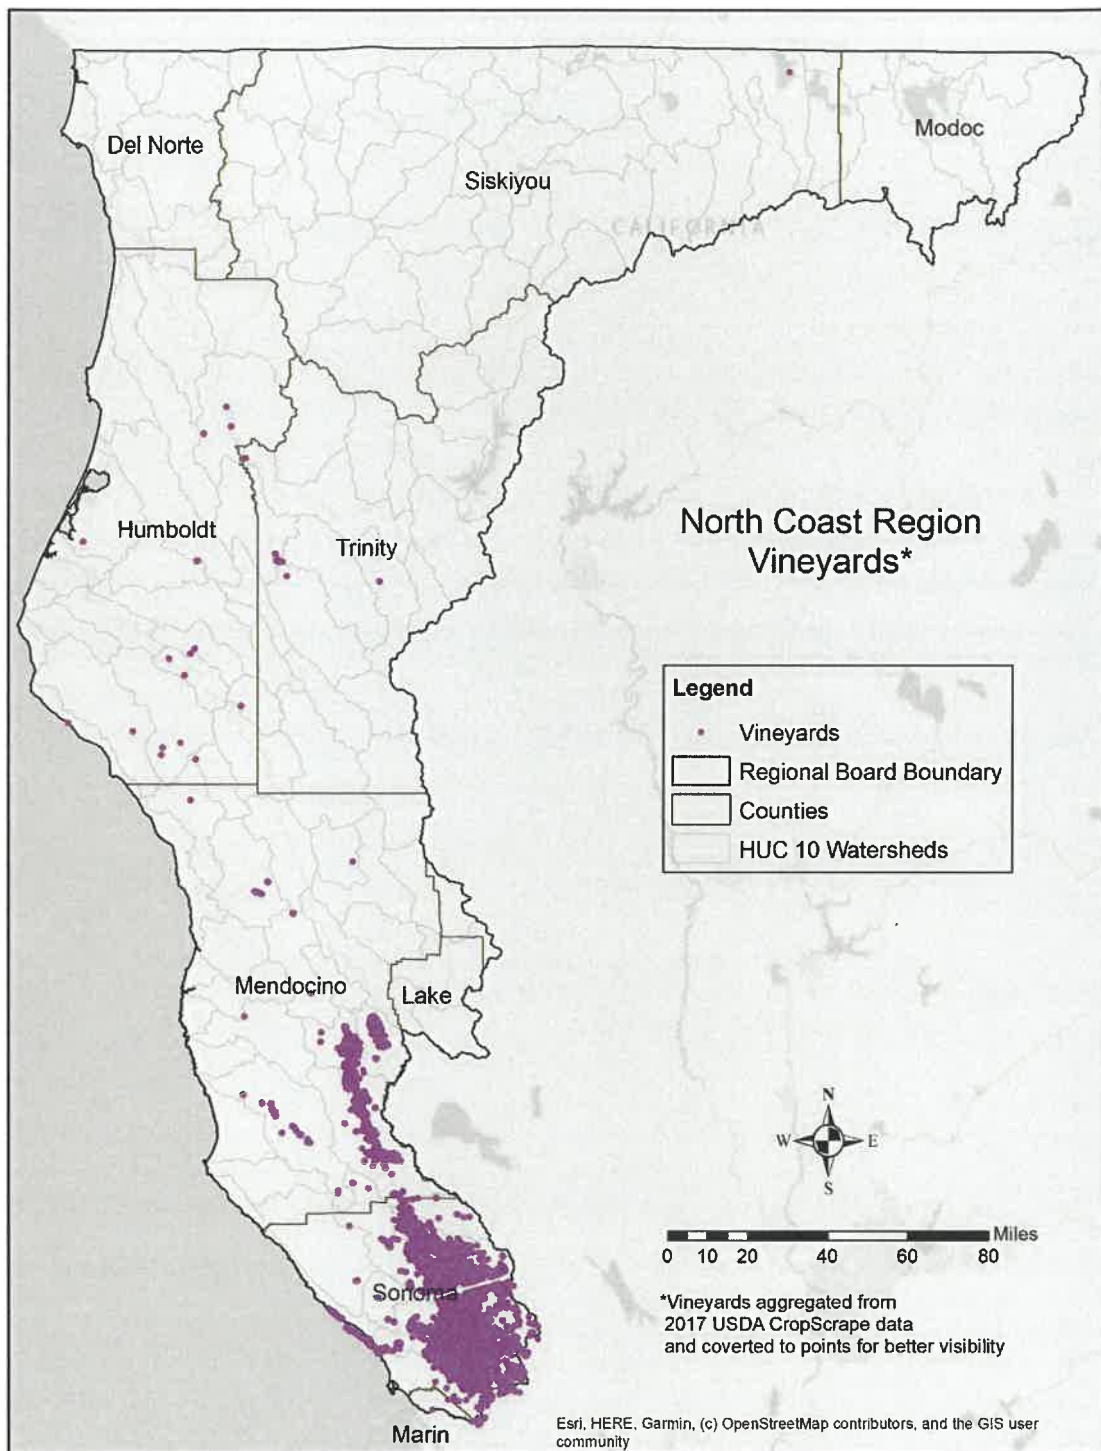 Del Norte
Siskiyou
Modoc
CALIFORNIA
Humboldt
Trinity
North Coast Region
Vineyards*
Legend
Vineyards
Regional Board Boundary
Counties
HUC 10 Watersheds
Mendocino
Lake
N
W E
S
Miles
0 10 20 40 60 80
Sonoma
*Vineyards aggregated from
2017 USDA CropScrape data
and coverted to points for better visibility
Marin
Esri, HERE, Garmin, (c) OpenStreetMap contributors, and the GIS user
community